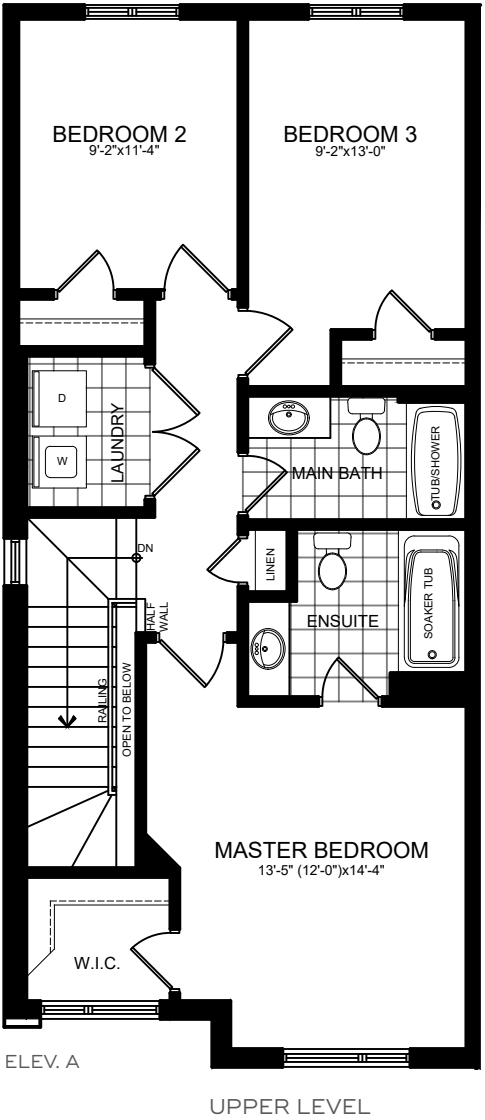 BEDROOM 2
9'-2"x11'-4"
BEDROOM 3
9'-2"x13'-0"
D
W
LAUNDRY
MAIN BATH
TUB/SHOWER
DN
LINEN
HALF
WALL
ENSUITE
SOAKER TUB
RAILING
OPEN TO BELOW
MASTER BEDROOM
13'-5" (12'-0")x14'-4"
W.I.C.
ELEV. A
UPPER LEVEL